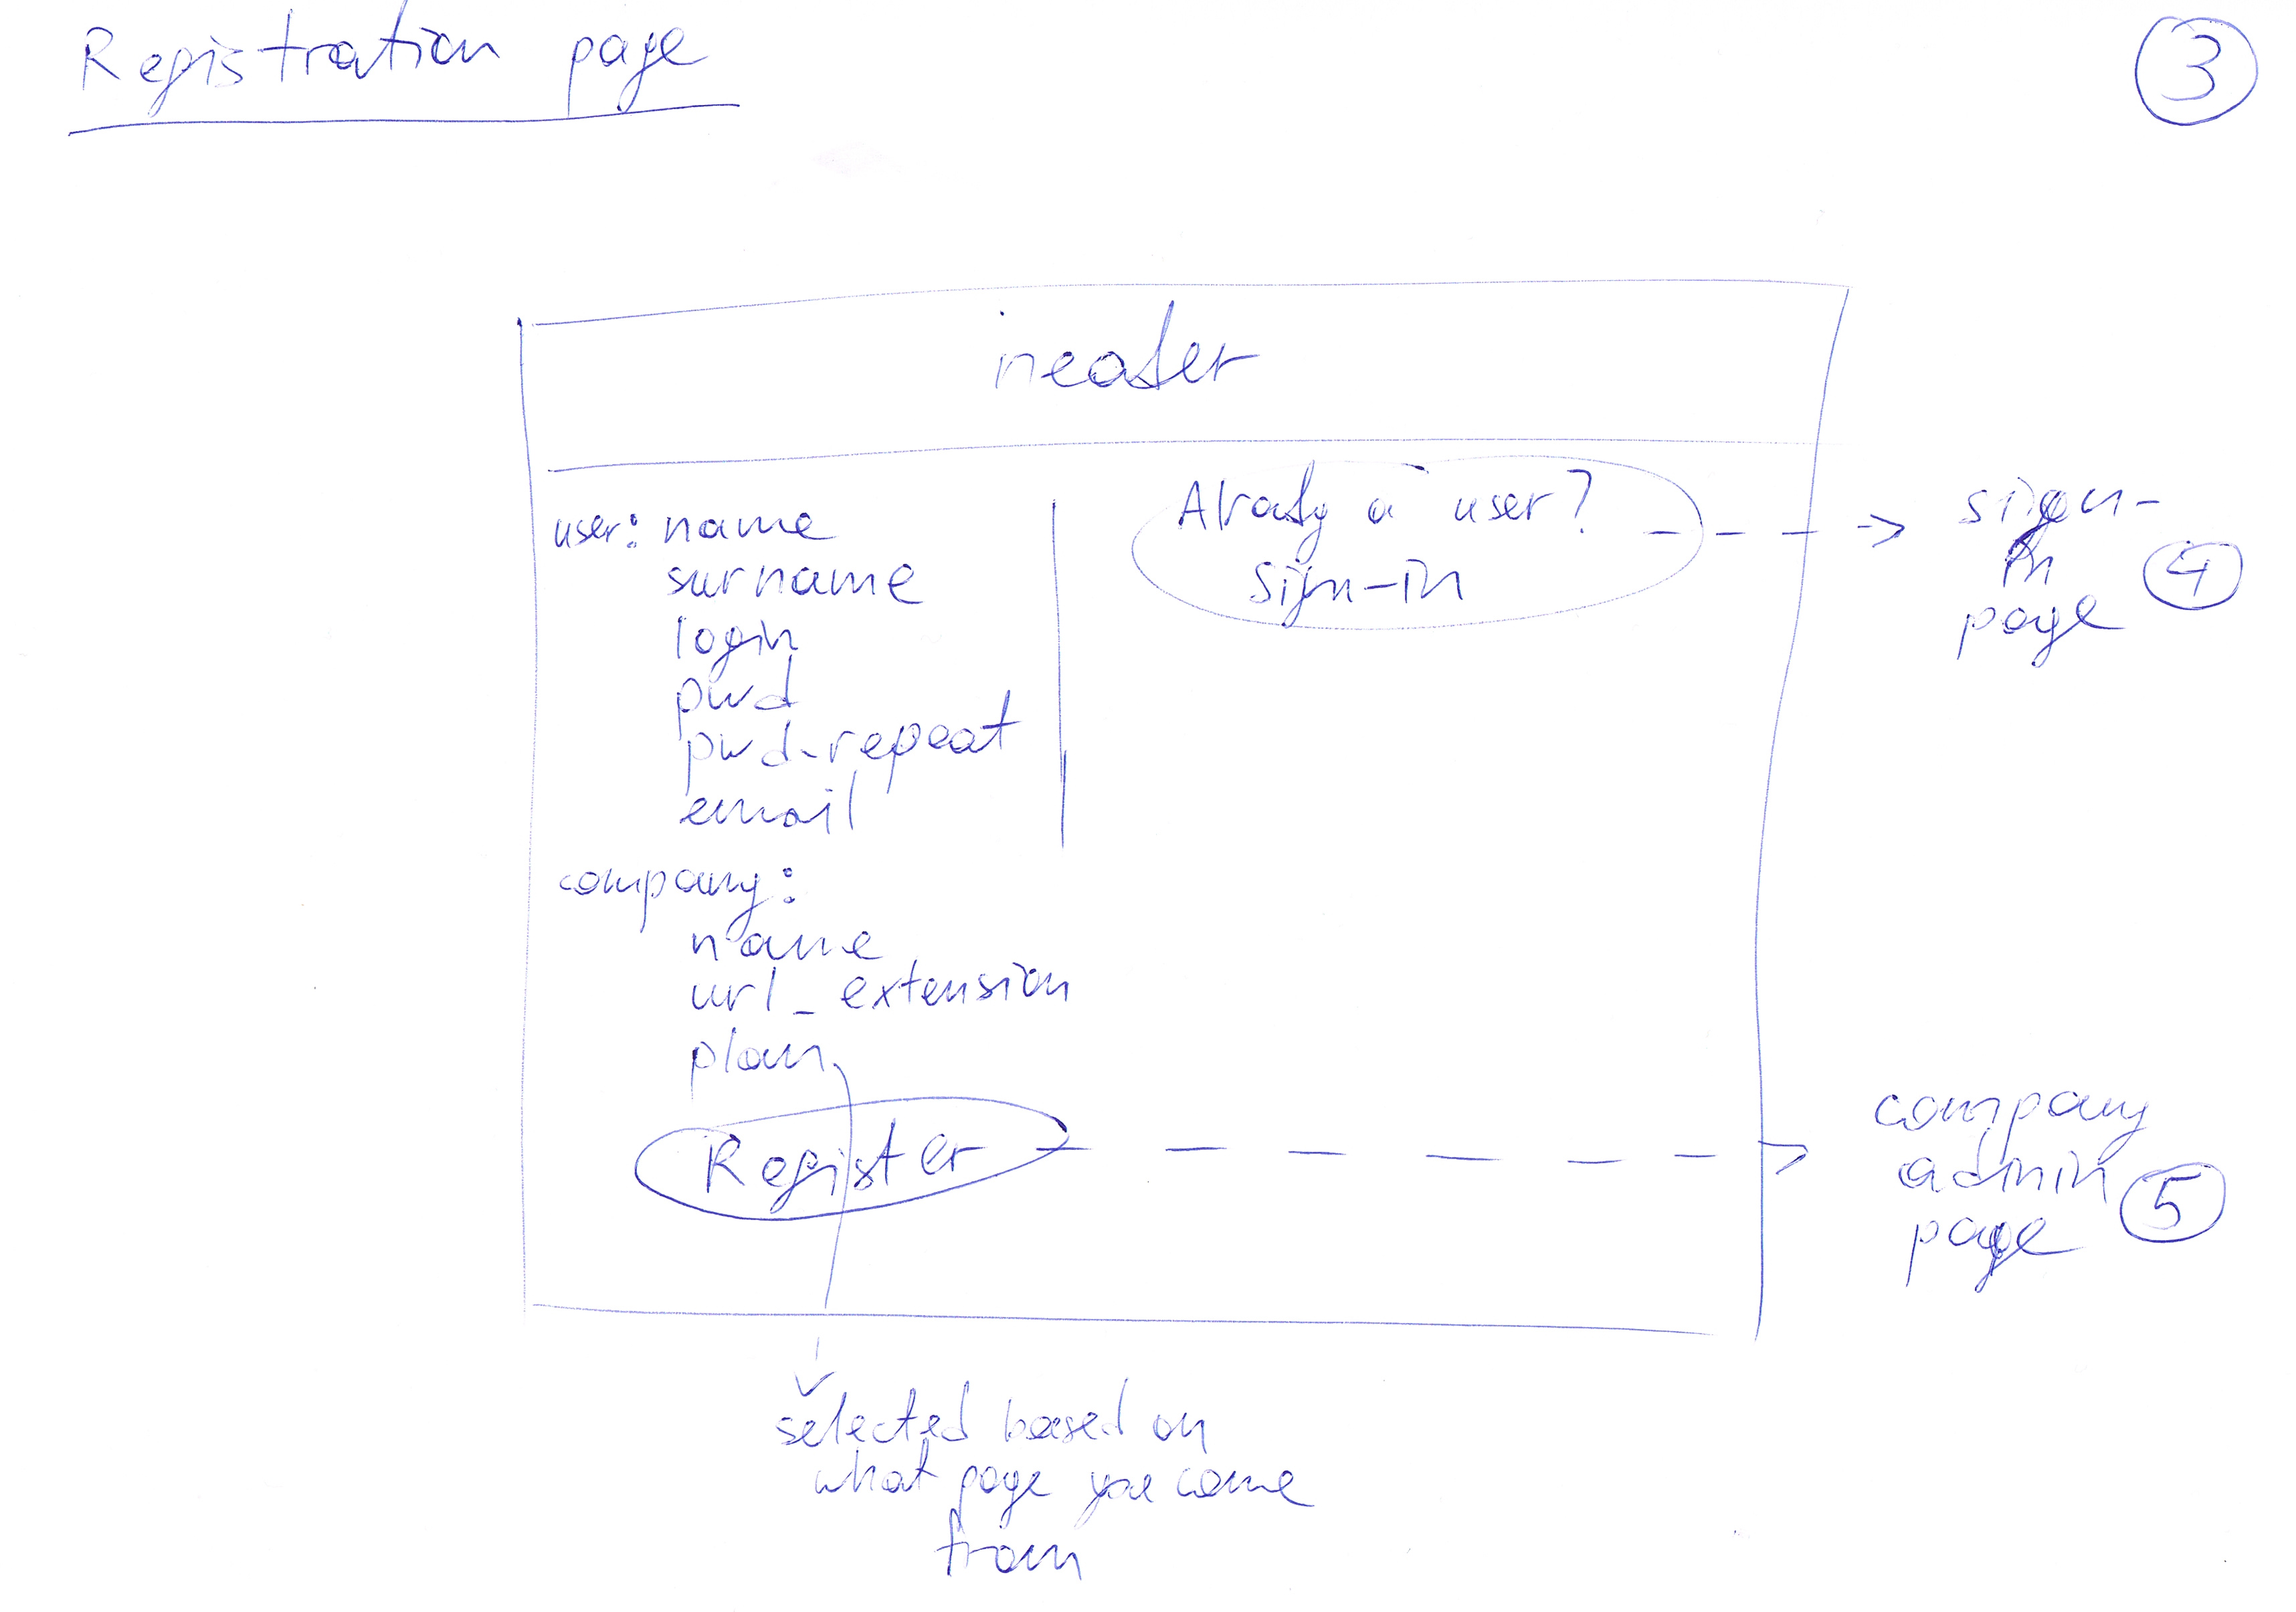 Registration page
3
header
user: name
surname
login
pwd
pwd-repeat
email
Already a user?
sign-in
sign-
in
page
4
company:
name
url_extension
plan
Register
company
admin
page
5
selected based on
what page you come
from